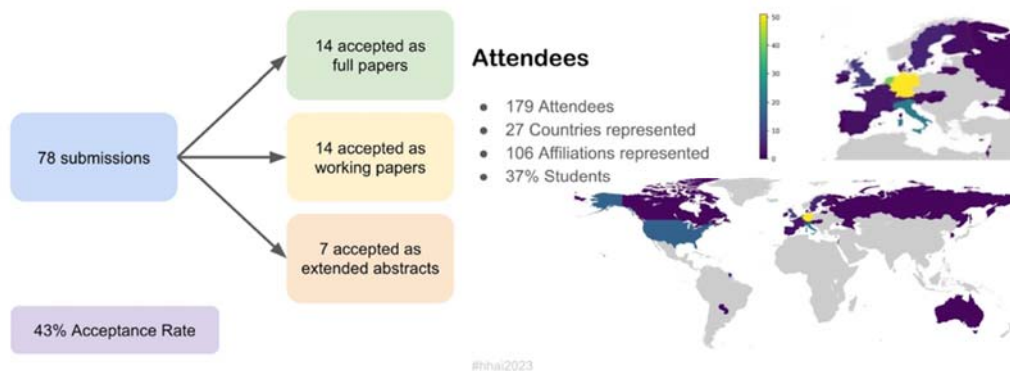 78 submissions
14 accepted as
full papers
14 accepted as
working papers
7 accepted as
extended abstracts
43% Acceptance Rate
Attendees
179 Attendees
27 Countries represented
106 Affiliations represented
37% Students
50
40
30
20
10
0
#hhai2023